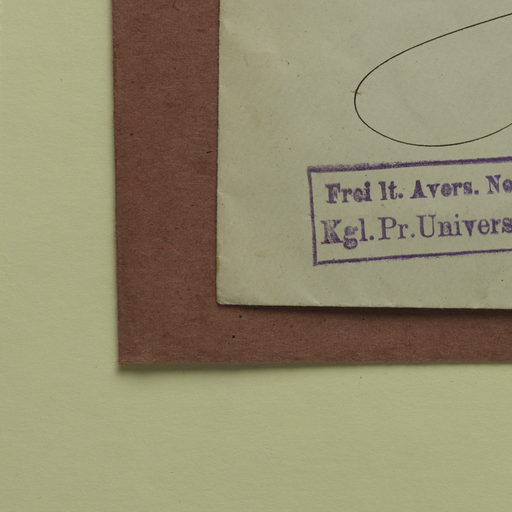 Frei lt. Avers. No
Kgl. Pr. Univers